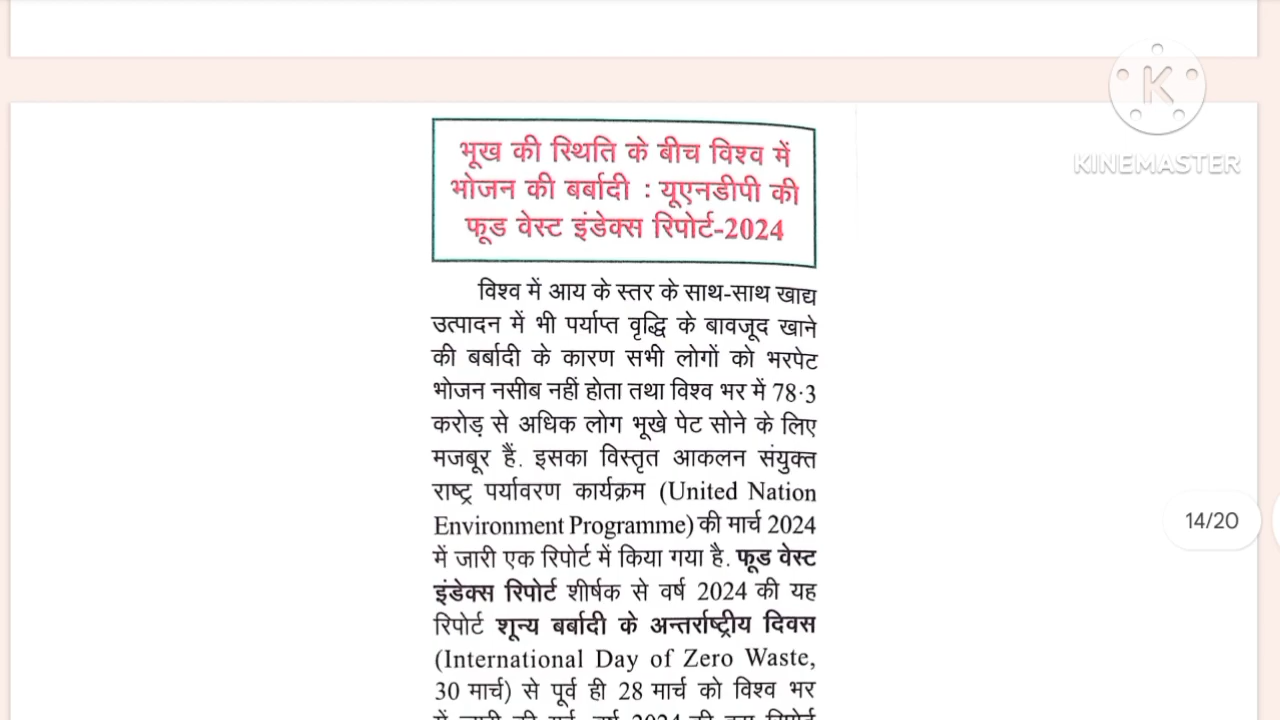 KINEMASTER
भूख की स्थिति के बीच विश्व में
भोजन की बर्बादी : यूएनडीपी की
फूड वेस्ट इंडेक्स रिपोर्ट-2024
विश्व में आय के स्तर के साथ-साथ खाद्य
उत्पादन में भी पर्याप्त वृद्धि के बावजूद खाने
की बर्बादी के कारण सभी लोगों को भरपेट
भोजन नसीब नहीं होता तथा विश्व भर में 78·3
करोड़ से अधिक लोग भूखे पेट सोने के लिए
मजबूर हैं. इसका विस्तृत आकलन संयुक्त
राष्ट्र पर्यावरण कार्यक्रम (United Nation
Environment Programme) की मार्च 2024
में जारी एक रिपोर्ट में किया गया है. फूड वेस्ट
इंडेक्स रिपोर्ट शीर्षक से वर्ष 2024 की यह
रिपोर्ट शून्य बर्बादी के अन्तर्राष्ट्रीय दिवस
(International Day of Zero Waste,
30 मार्च) से पूर्व ही 28 मार्च को विश्व भर
14/20